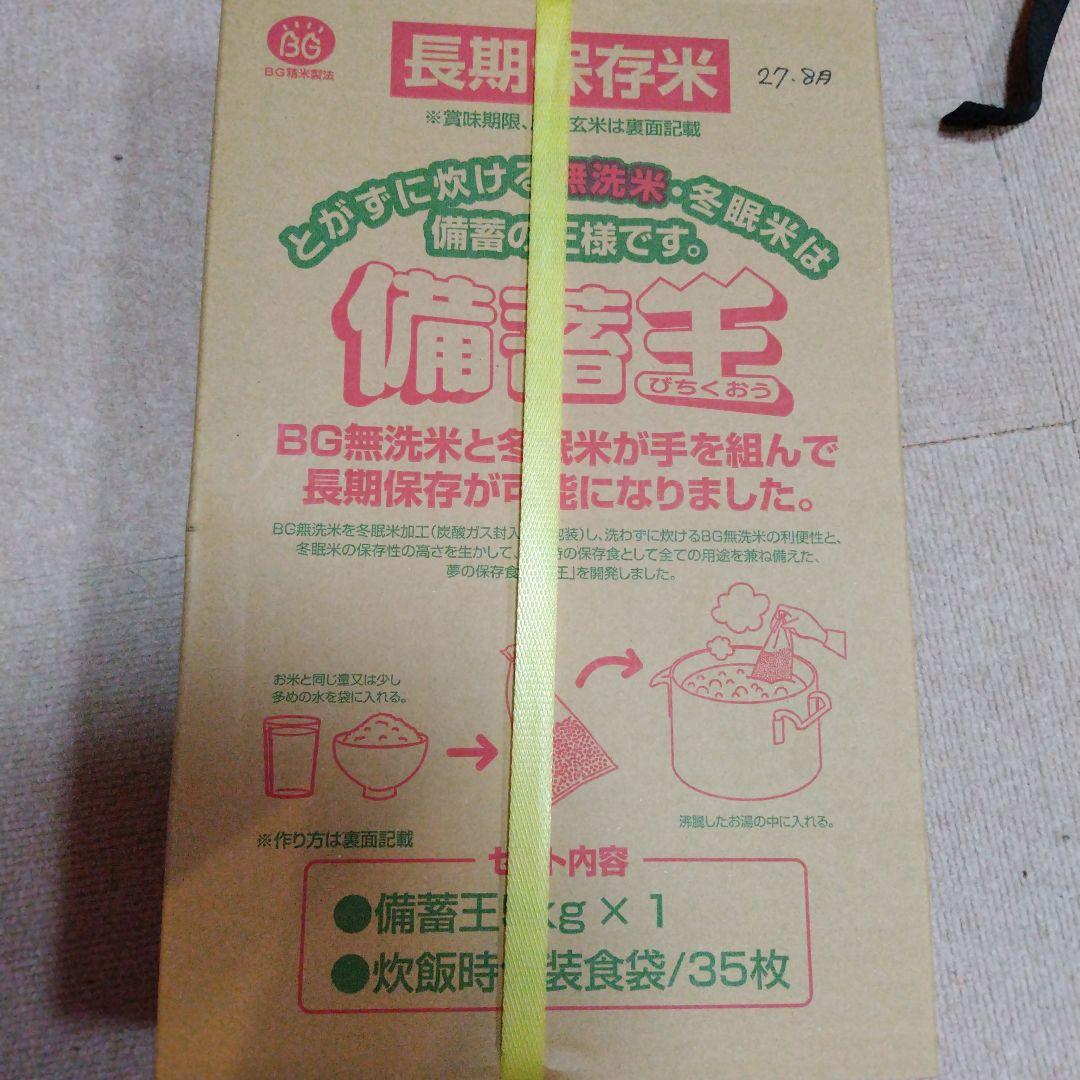 BG
BG精米製法
長期保存米
27.8月
※賞味期限、 玄米は裏面記載
とがずに炊ける無洗米・冬眠米は
備蓄の王様です。
備蓄王
びちくおう
BG無洗米と冬眠米が手を組んで
長期保存が可能になりました。
BG無洗米を冬眠米加工(炭酸ガス封入 包装)し、洗わずに炊けるBG無洗米の利便性と、
冬眠米の保存性の高さを生かして、 時の保存食として全ての用途を兼ね備えた、
夢の保存食 王」を開発しました。
お米と同じ量又は少し
多めの水を袋に入れる。
沸騰したお湯の中に入れる。
※作り方は裏面記載
セット内容
●備蓄王 kg×1
●炊飯時 装食袋/35枚